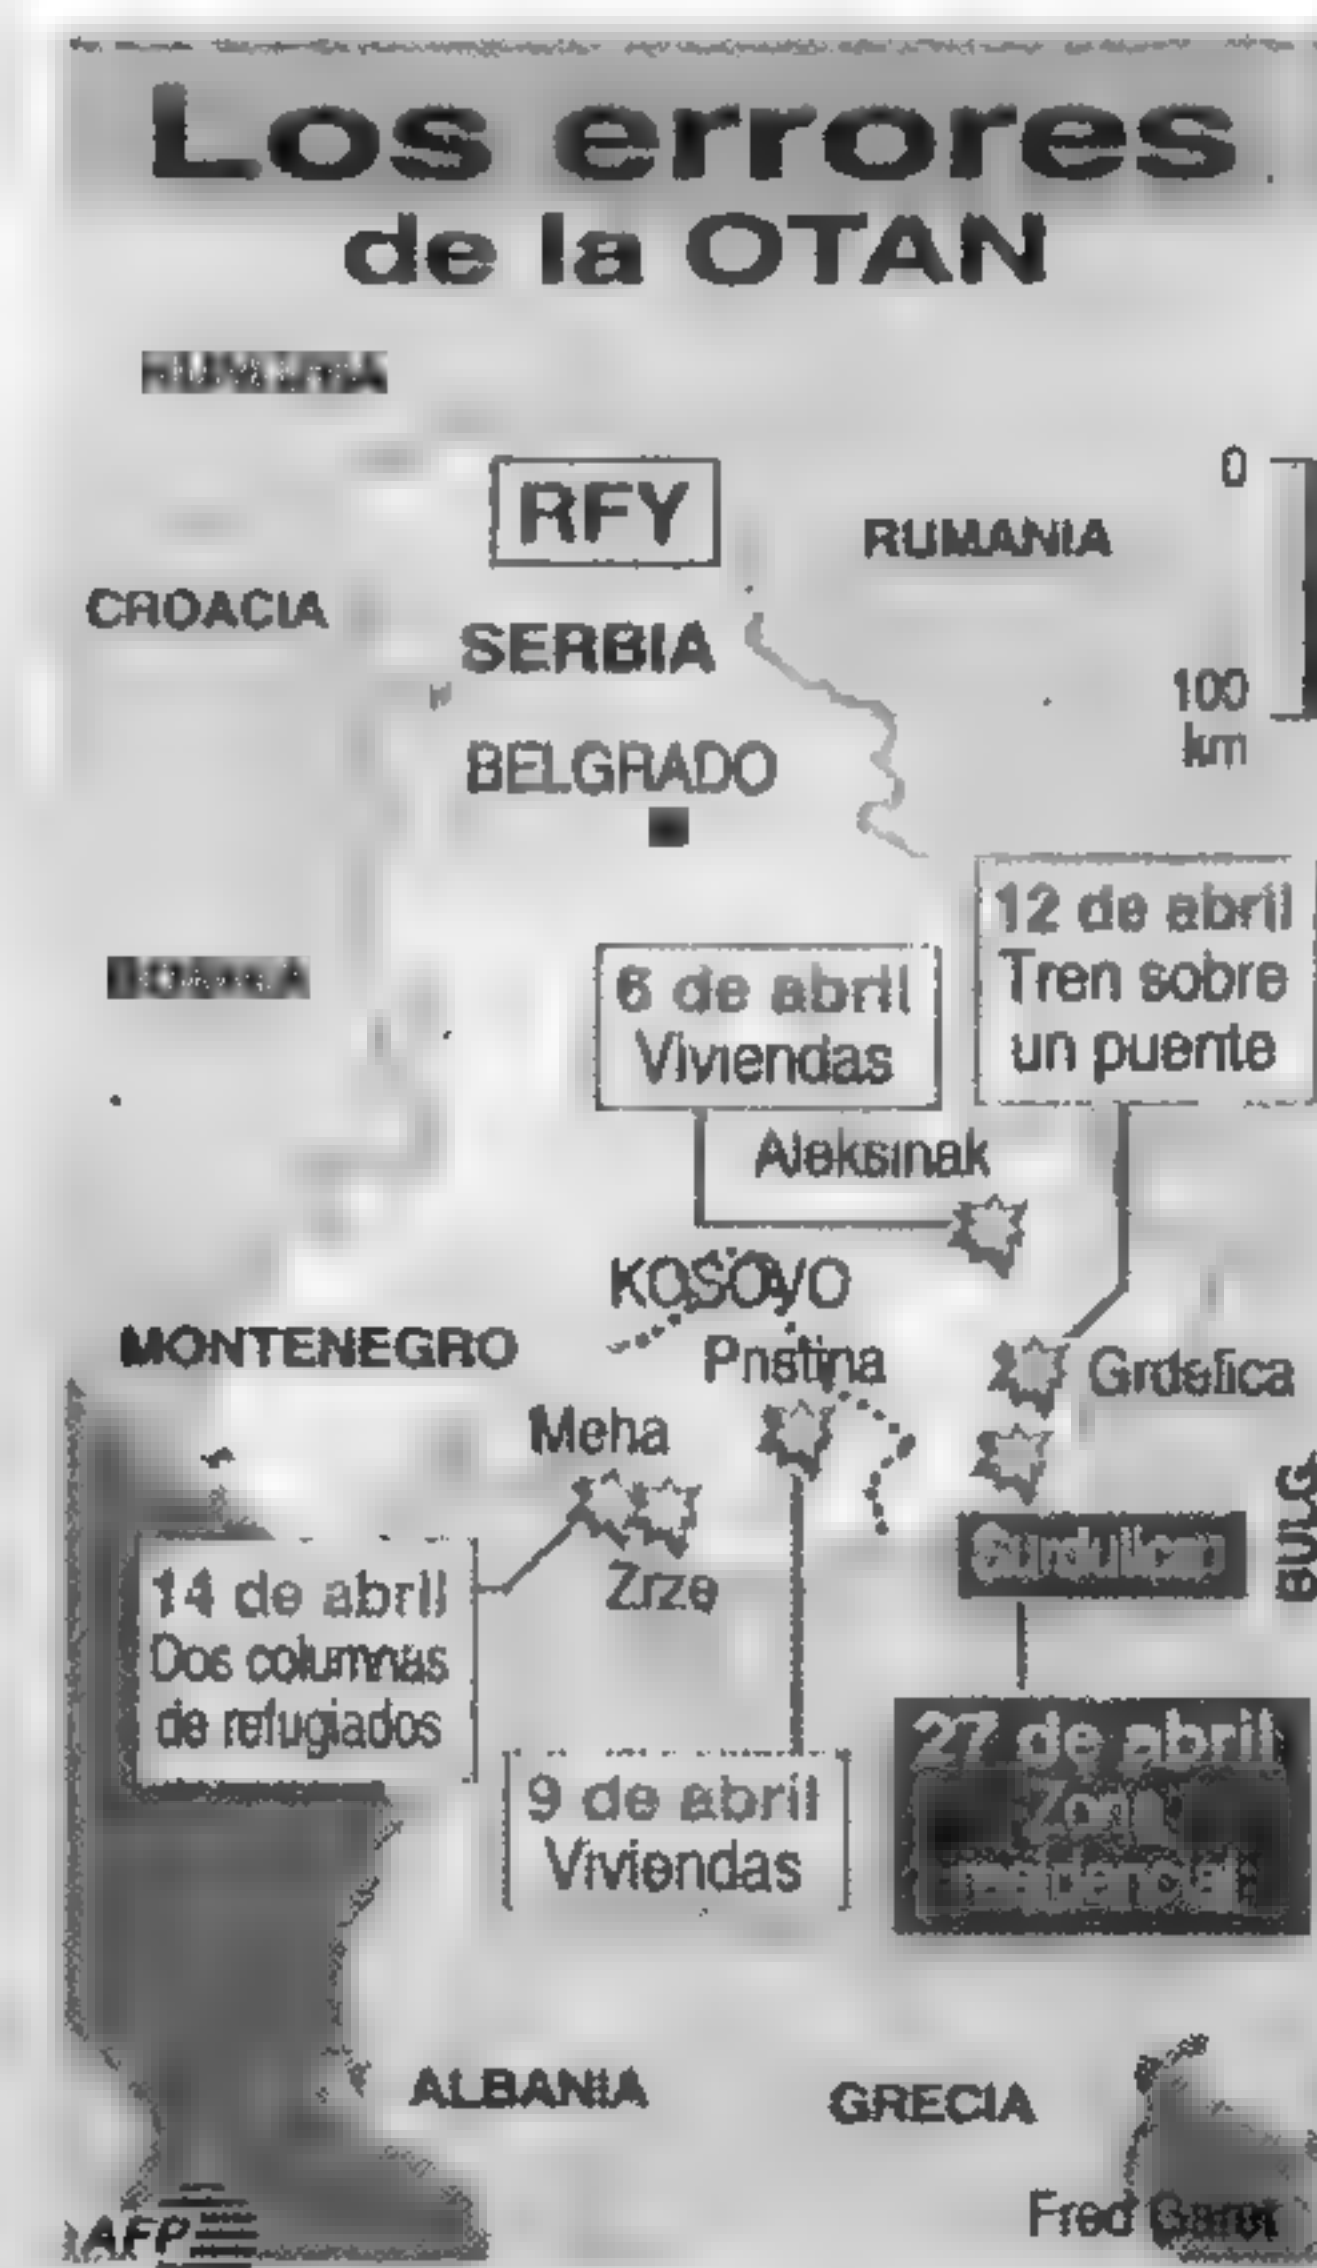 Los errores
de la OTAN
RFY
RUMANIA
0
CROACIA
SERBIA
100
km
BELGRADO
12 de abril
Tren sobre
un puente
6 de abril
Viviendas
Aleksinak
KOSOVO
MONTENEGRO
Pristina
Grdelica
Meha
Zrze
BULG
14 de abril
Dos columnas
de refugiados
27 de abril
9 de abril
Viviendas
ALBANIA
GRECIA
Fred
AFP